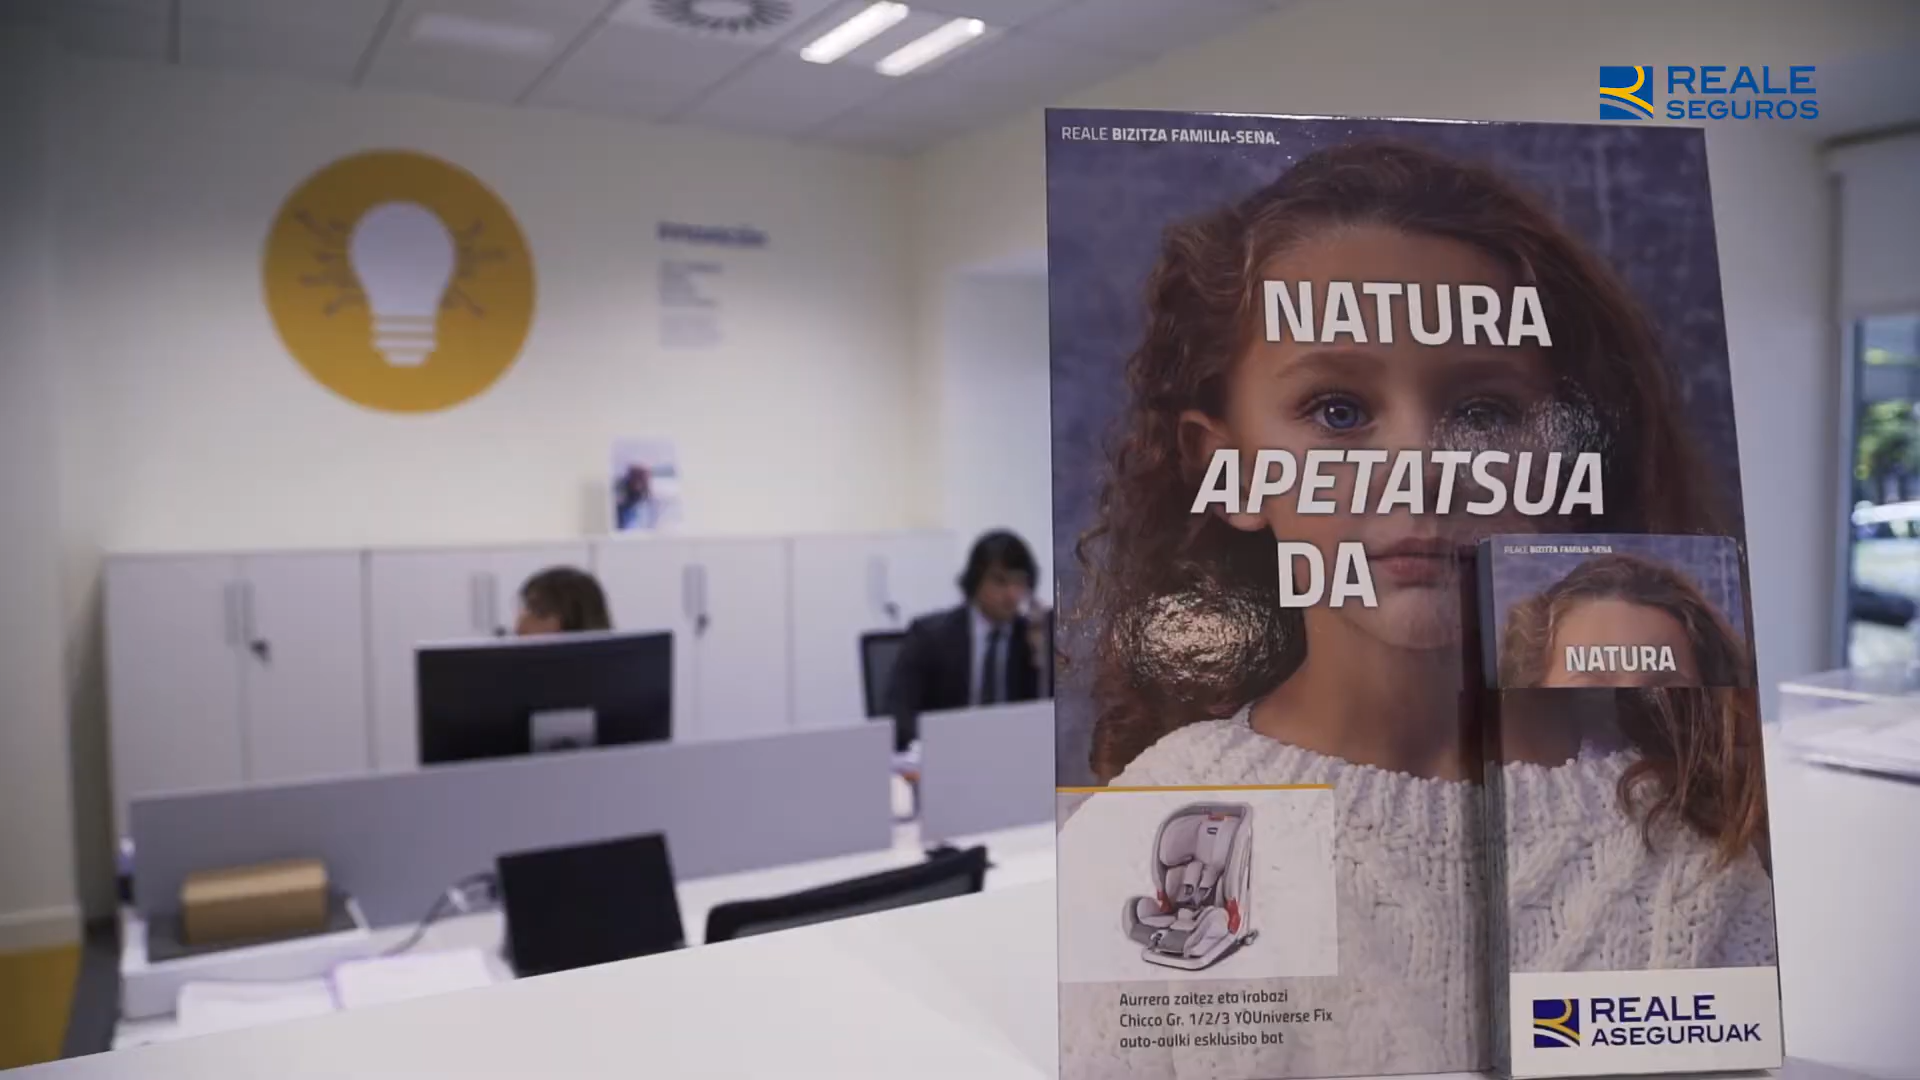 REALE
SEGUROS
REALE BIZITZA FAMILIA-SENA.
NATURA
APETATSUA
DA
REALE BIZITZA FAMILIA-SENA
NATURA
Aurrera zaitez eta irabazi
Chicco Gr. 1/2/3 YOUniverse Fix
auto-aulki esklusibo bat
REALE
ASEGURUAK